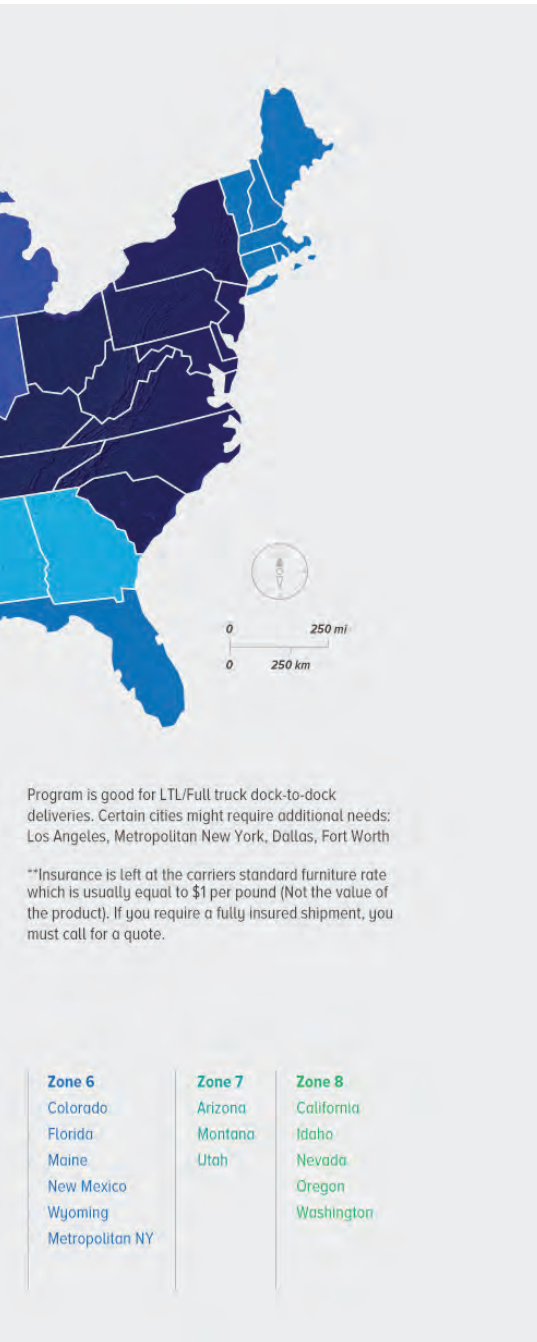 0 250 mi
0 250 km
Program is good for LTL/Full truck dock-to-dock
deliveries. Certain cities might require additional needs:
Los Angeles, Metropolitan New York, Dallas, Fort Worth
**Insurance is left at the carriers standard furniture rate
which is usually equal to $1 per pound (Not the value of
the product). If you require a fully insured shipment, you
must call for a quote.
Zone 6
Colorado
Florida
Maine
New Mexico
Wyoming
Metropolitan NY
Zone 7
Arizona
Montana
Utah
Zone 8
California
Idaho
Nevada
Oregon
Washington